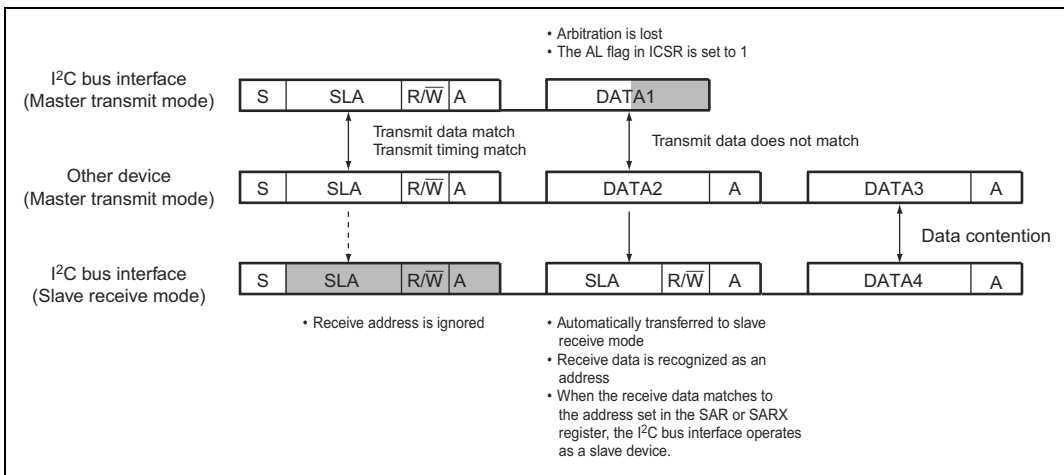 • Arbitration is lost
• The AL flag in ICSR is set to 1
I²C bus interface
(Master transmit mode)
S SLA R/W̅ A DATA1
Transmit data match
Transmit timing match
Transmit data does not match
Other device
(Master transmit mode)
S SLA R/W̅ A DATA2 A DATA3 A
Data contention
I²C bus interface
(Slave receive mode)
S SLA R/W̅ A SLA R/W̅ A DATA4 A
• Receive address is ignored
• Automatically transferred to slave
receive mode
• Receive data is recognized as an
address
• When the receive data matches to
the address set in the SAR or SARX
register, the I²C bus interface operates
as a slave device.